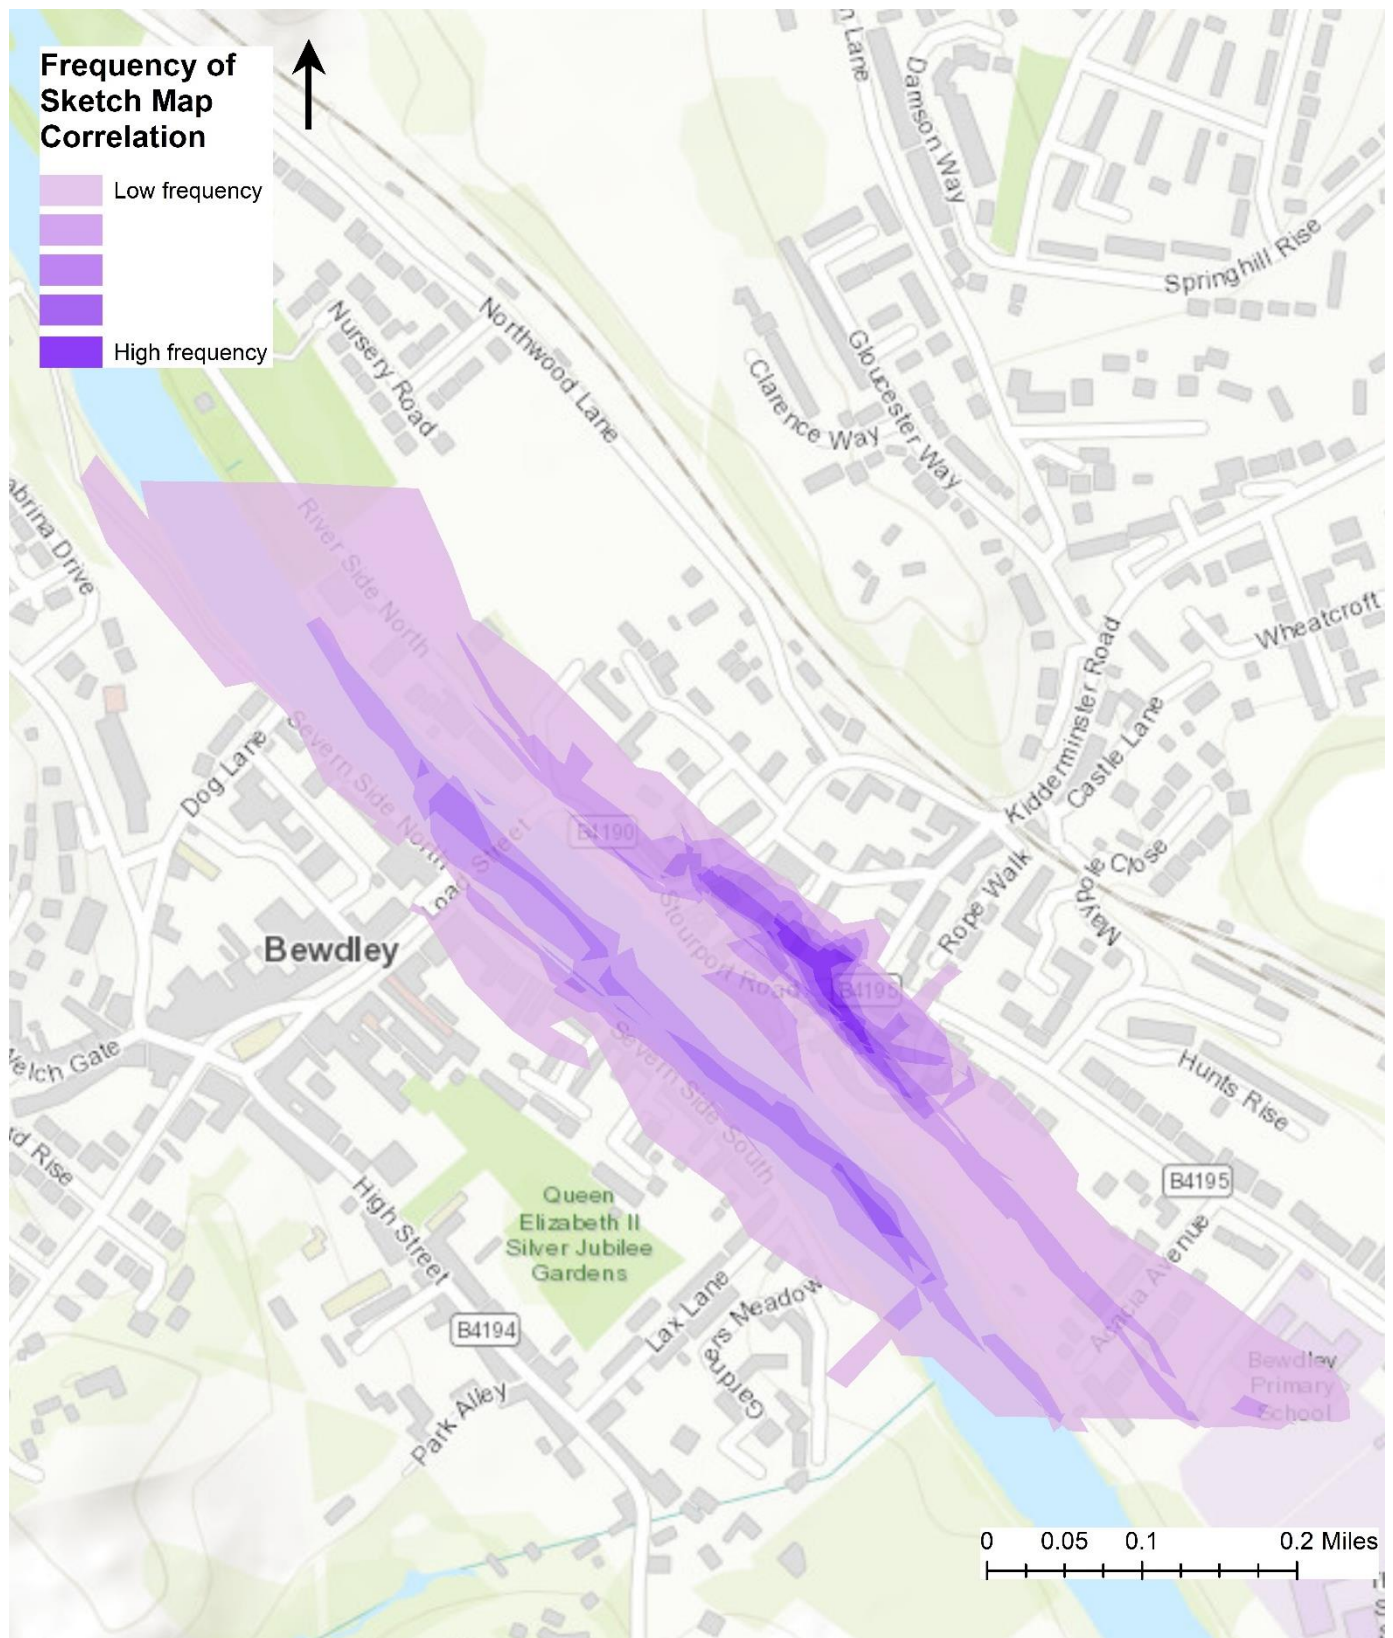 Frequency of
Sketch Map
Correlation
Low frequency
High frequency
n Lane
Damson Way
Springhill Rise
Nursery Road
Northwood Lane
Gloucester Way
Clarence Way
abrina Drive
River Side North
Wheatcroft
Kidderminster Road
Castle Lane
Dog Lane
Severn Side North
Load Street
B4190
Maypole Close
Rope Walk
Stourport Road
B4195
Bewdley
Welch Gate
Severn Side South
Hunts Rise
rd Rise
High Street
Queen
Elizabeth II
Silver Jubilee
Gardens
B4195
Acacia Avenue
Lax Lane
Gardners Meadow
B4194
Bewdley
Primary
School
Park Alley
0 0.05 0.1 0.2 Miles